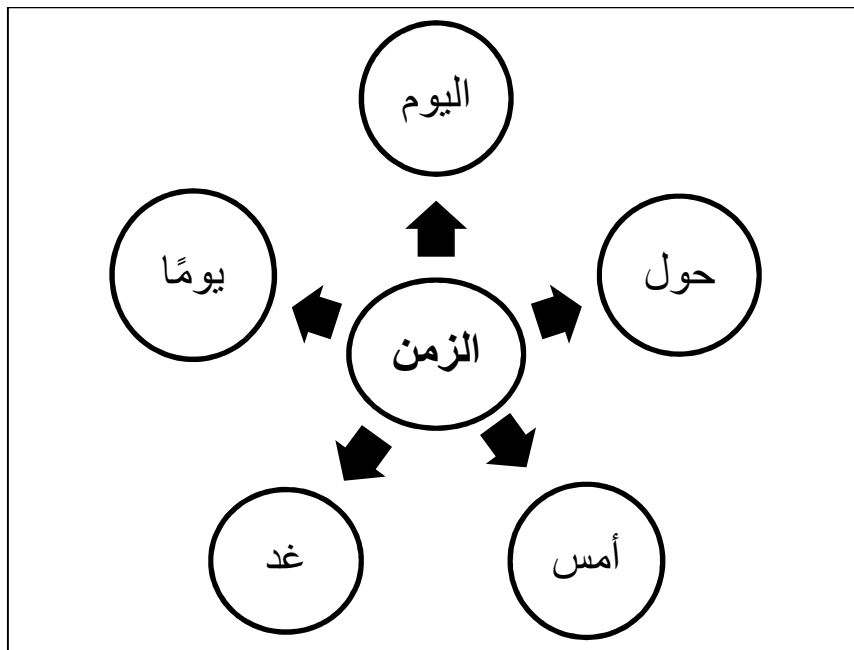 اليوم
حول
يومًا
الزمن
أمس
غد